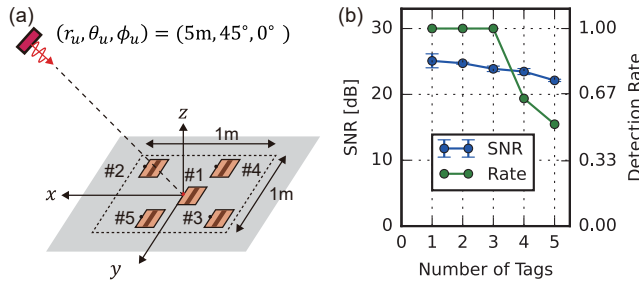 (a)
(r_u, θ_u, ϕ_u) = (5m, 45°, 0° )
z
1m
#2
#1
#4
x
1m
#5
#3
y
(b)
30
20
10
0
SNR [dB]
1.00
0.67
0.33
0.00
Detection Rate
SNR
Rate
0 1 2 3 4 5
Number of Tags